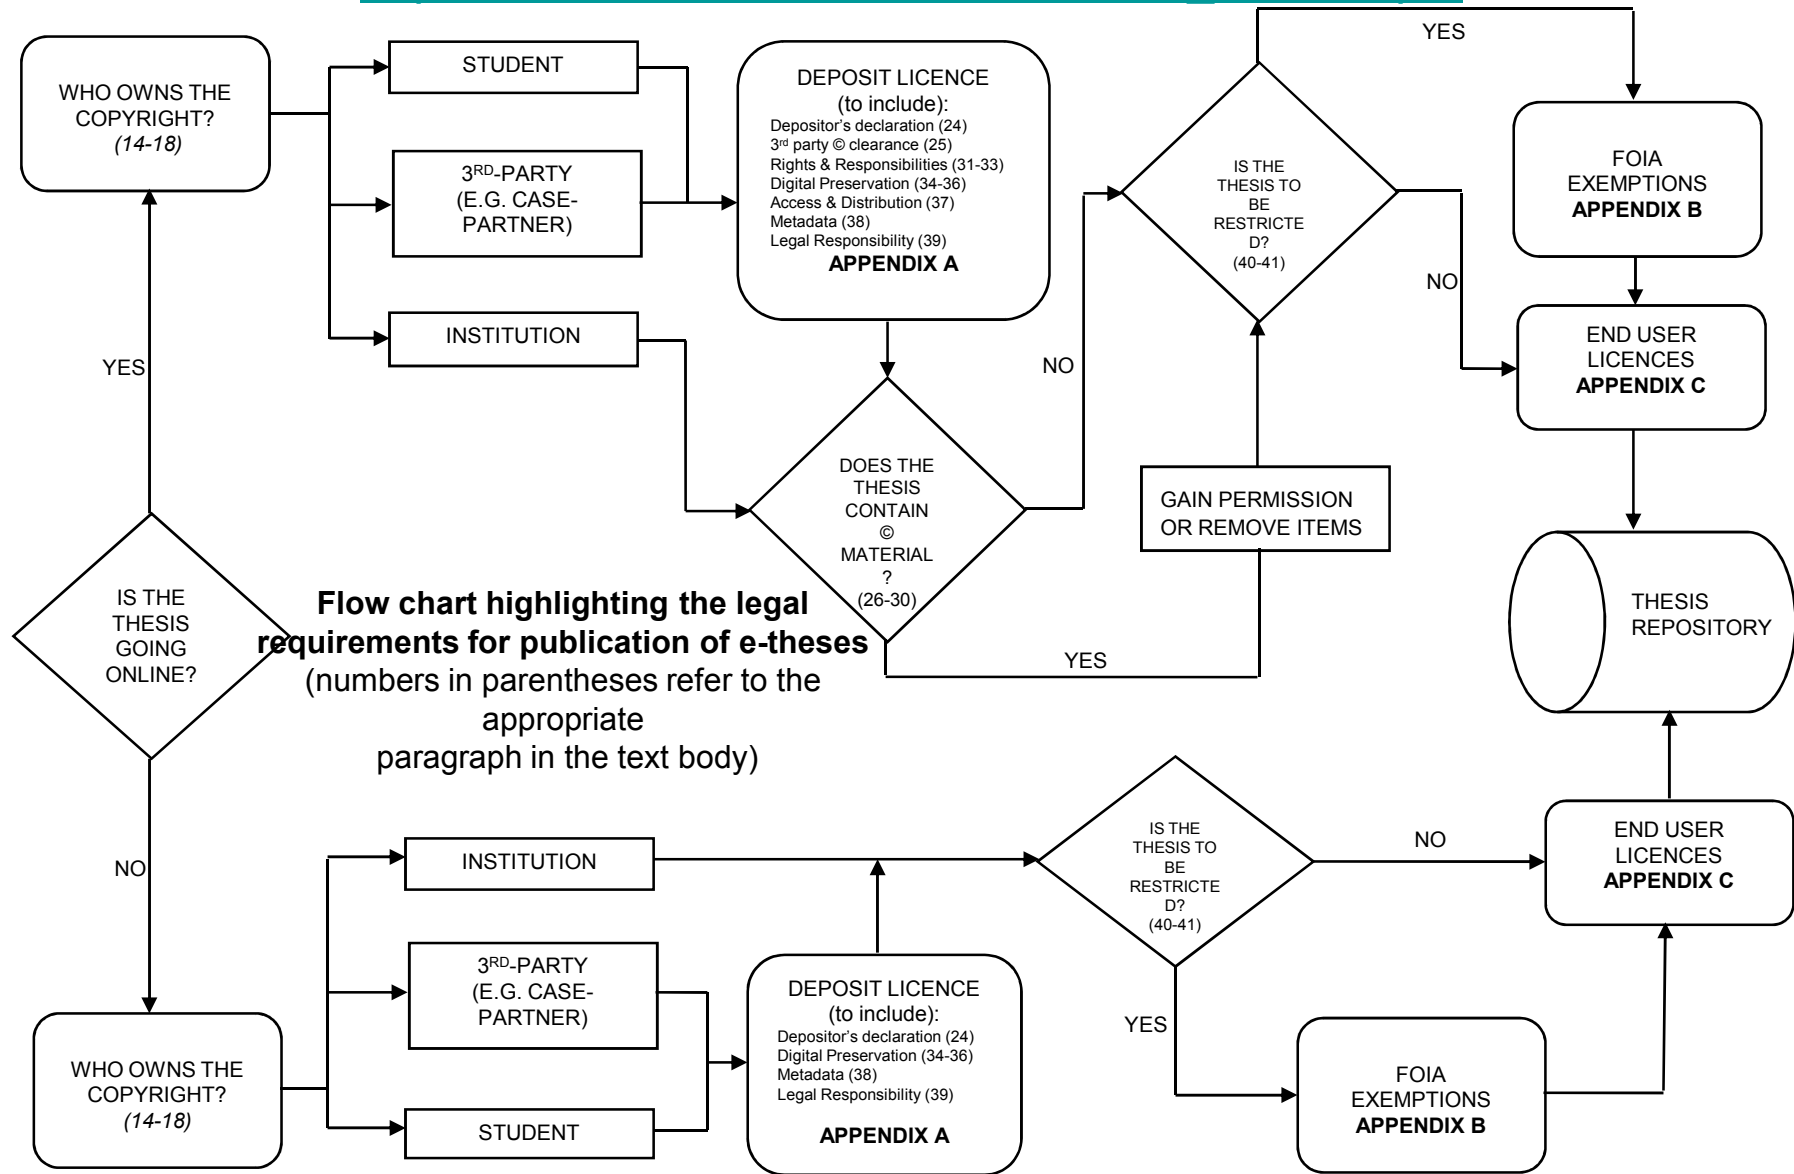 YES
WHO OWNS THE
COPYRIGHT?
(14-18)
STUDENT
3RD-PARTY
(E.G. CASE-
PARTNER)
INSTITUTION
DEPOSIT LICENCE
(to include):
Depositor's declaration (24)
3rd party © clearance (25)
Rights & Responsibilities (31-33)
Digital Preservation (34-36)
Access & Distribution (37)
Metadata (38)
Legal Responsibility (39)
APPENDIX A
IS THE
THESIS TO
BE
RESTRICTE
D?
(40-41)
FOIA
EXEMPTIONS
APPENDIX B
NO
END USER
LICENCES
APPENDIX C
YES
NO
DOES THE
THESIS
CONTAIN
©
MATERIAL
?
(26-30)
GAIN PERMISSION
OR REMOVE ITEMS
YES
IS THE
THESIS
GOING
ONLINE?
Flow chart highlighting the legal
requirements for publication of e-theses
(numbers in parentheses refer to the
appropriate
paragraph in the text body)
THESIS
REPOSITORY
NO
INSTITUTION
3RD-PARTY
(E.G. CASE-
PARTNER)
STUDENT
WHO OWNS THE
COPYRIGHT?
(14-18)
DEPOSIT LICENCE
(to include):
Depositor's declaration (24)
Digital Preservation (34-36)
Metadata (38)
Legal Responsibility (39)
APPENDIX A
IS THE
THESIS TO
BE
RESTRICTE
D?
(40-41)
NO
END USER
LICENCES
APPENDIX C
YES
FOIA
EXEMPTIONS
APPENDIX B